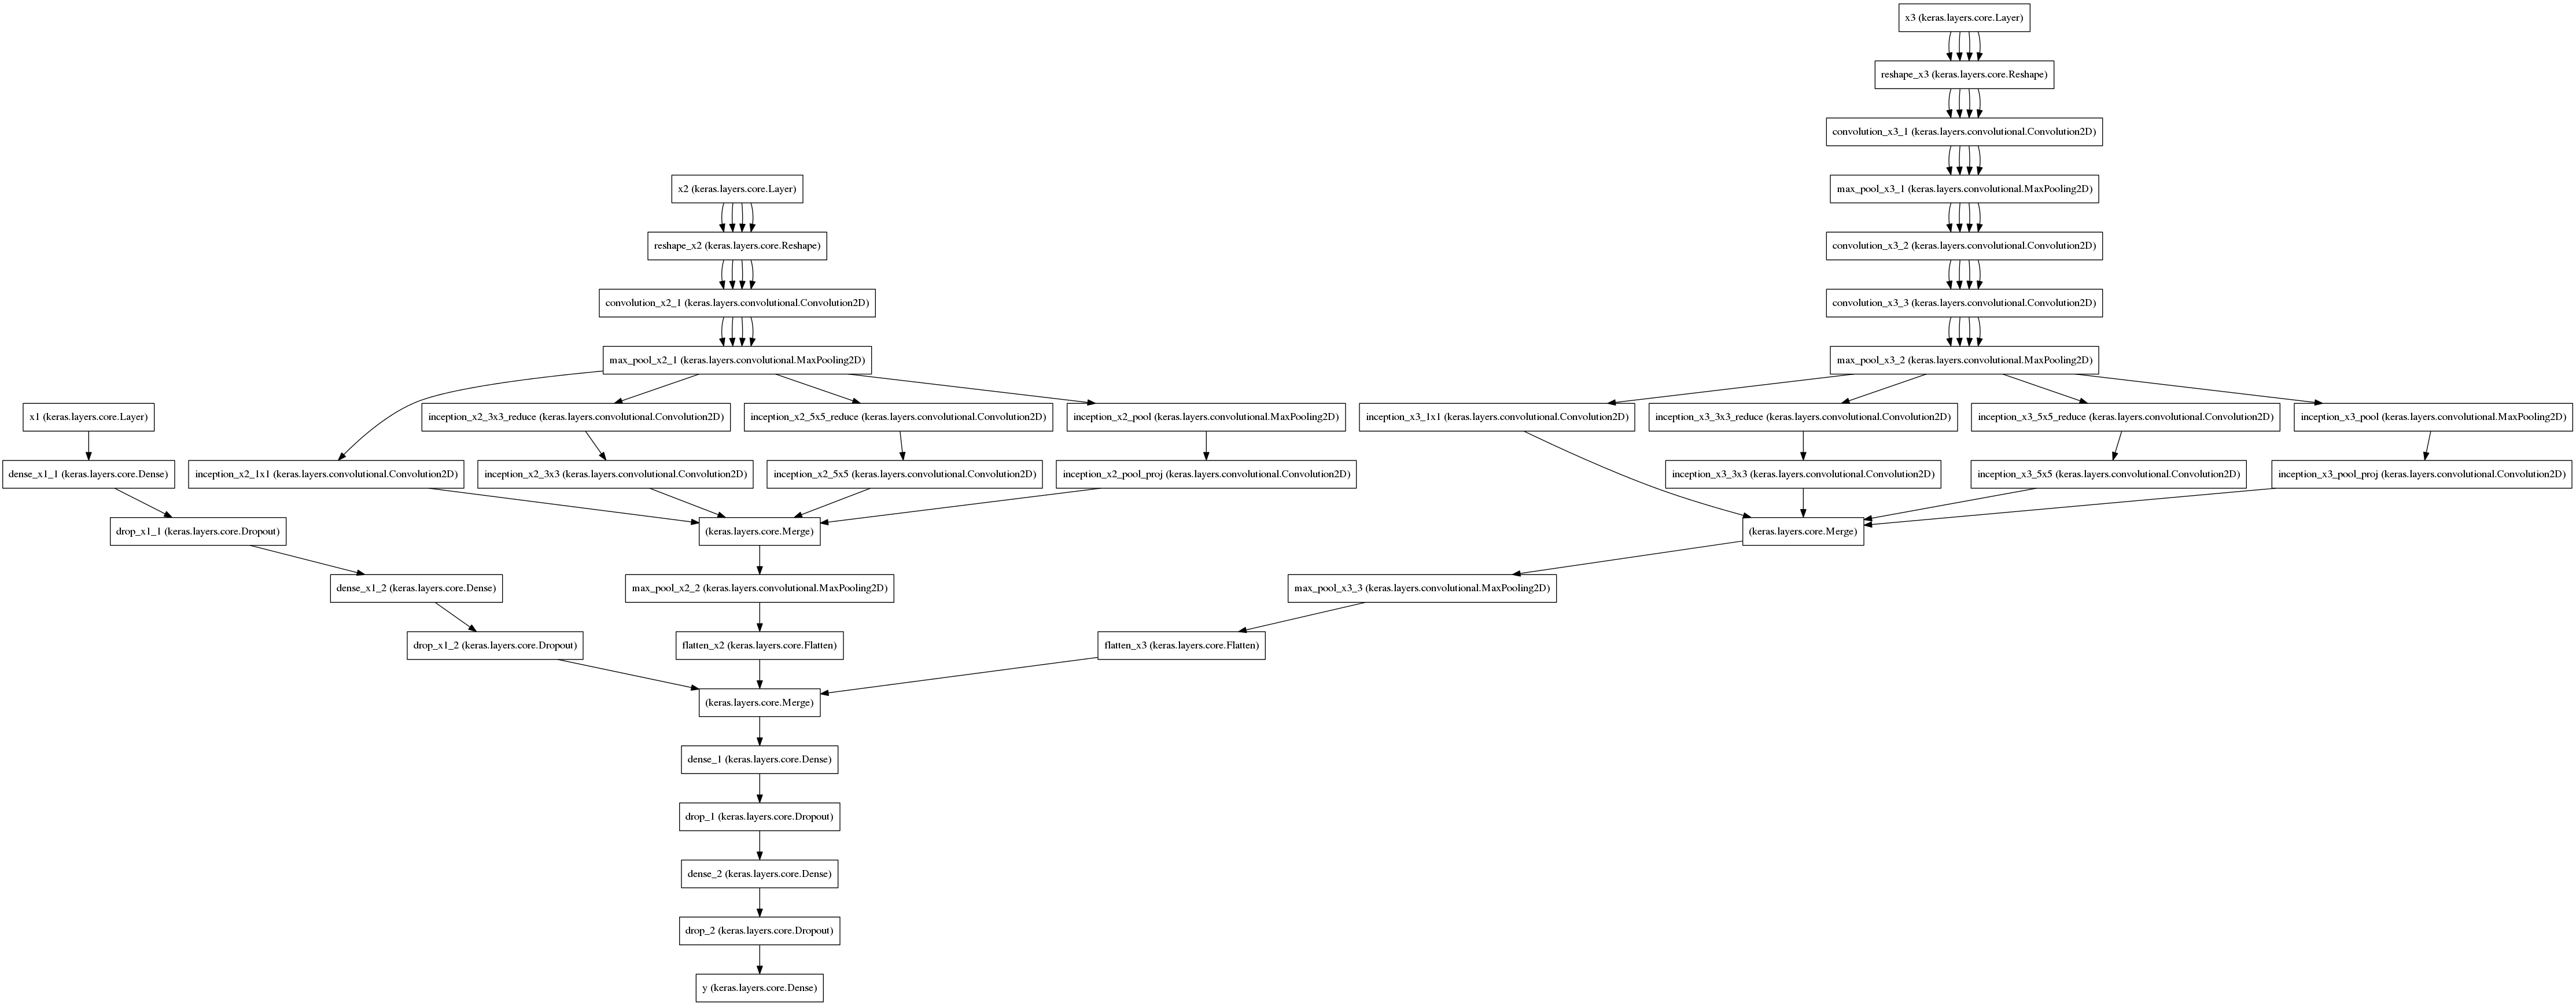 x3 (keras.layers.core.Layer)
reshape_x3 (keras.layers.core.Reshape)
convolution_x3_1 (keras.layers.convolutional.Convolution2D)
x2 (keras.layers.core.Layer)
max_pool_x3_1 (keras.layers.convolutional.MaxPooling2D)
reshape_x2 (keras.layers.core.Reshape)
convolution_x3_2 (keras.layers.convolutional.Convolution2D)
convolution_x2_1 (keras.layers.convolutional.Convolution2D)
convolution_x3_3 (keras.layers.convolutional.Convolution2D)
max_pool_x2_1 (keras.layers.convolutional.MaxPooling2D)
max_pool_x3_2 (keras.layers.convolutional.MaxPooling2D)
x1 (keras.layers.core.Layer)
inception_x2_3x3_reduce (keras.layers.convolutional.Convolution2D)
inception_x2_5x5_reduce (keras.layers.convolutional.Convolution2D)
inception_x2_pool (keras.layers.convolutional.MaxPooling2D)
inception_x3_1x1 (keras.layers.convolutional.Convolution2D)
inception_x3_3x3_reduce (keras.layers.convolutional.Convolution2D)
inception_x3_5x5_reduce (keras.layers.convolutional.Convolution2D)
inception_x3_pool (keras.layers.convolutional.MaxPooling2D)
dense_x1_1 (keras.layers.core.Dense)
inception_x2_1x1 (keras.layers.convolutional.Convolution2D)
inception_x2_3x3 (keras.layers.convolutional.Convolution2D)
inception_x2_5x5 (keras.layers.convolutional.Convolution2D)
inception_x2_pool_proj (keras.layers.convolutional.Convolution2D)
inception_x3_3x3 (keras.layers.convolutional.Convolution2D)
inception_x3_5x5 (keras.layers.convolutional.Convolution2D)
inception_x3_pool_proj (keras.layers.convolutional.Convolution2D)
drop_x1_1 (keras.layers.core.Dropout)
(keras.layers.core.Merge)
(keras.layers.core.Merge)
dense_x1_2 (keras.layers.core.Dense)
max_pool_x2_2 (keras.layers.convolutional.MaxPooling2D)
max_pool_x3_3 (keras.layers.convolutional.MaxPooling2D)
drop_x1_2 (keras.layers.core.Dropout)
flatten_x2 (keras.layers.core.Flatten)
flatten_x3 (keras.layers.core.Flatten)
(keras.layers.core.Merge)
dense_1 (keras.layers.core.Dense)
drop_1 (keras.layers.core.Dropout)
dense_2 (keras.layers.core.Dense)
drop_2 (keras.layers.core.Dropout)
y (keras.layers.core.Dense)